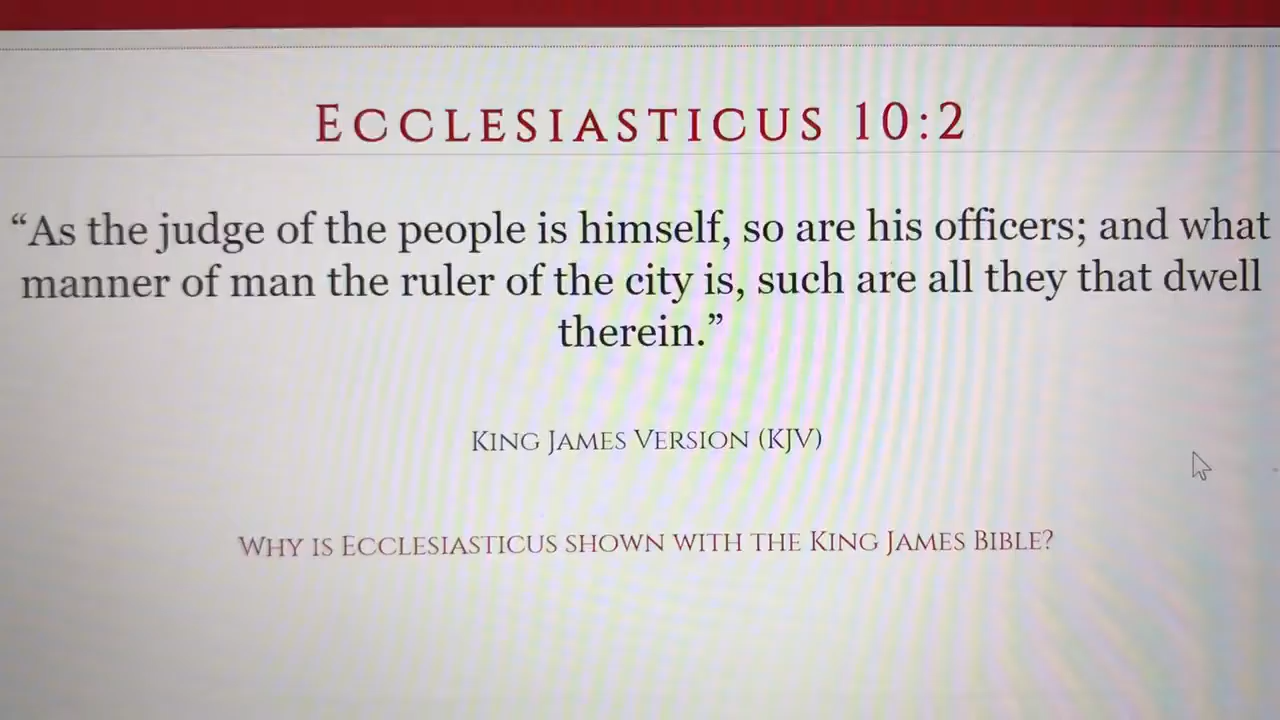 ECCLESIASTICUS 10:2
“As the judge of the people is himself, so are his officers; and what
manner of man the ruler of the city is, such are all they that dwell
therein.”
KING JAMES VERSION (KJV)
WHY IS ECCLESIASTICUS SHOWN WITH THE KING JAMES BIBLE?